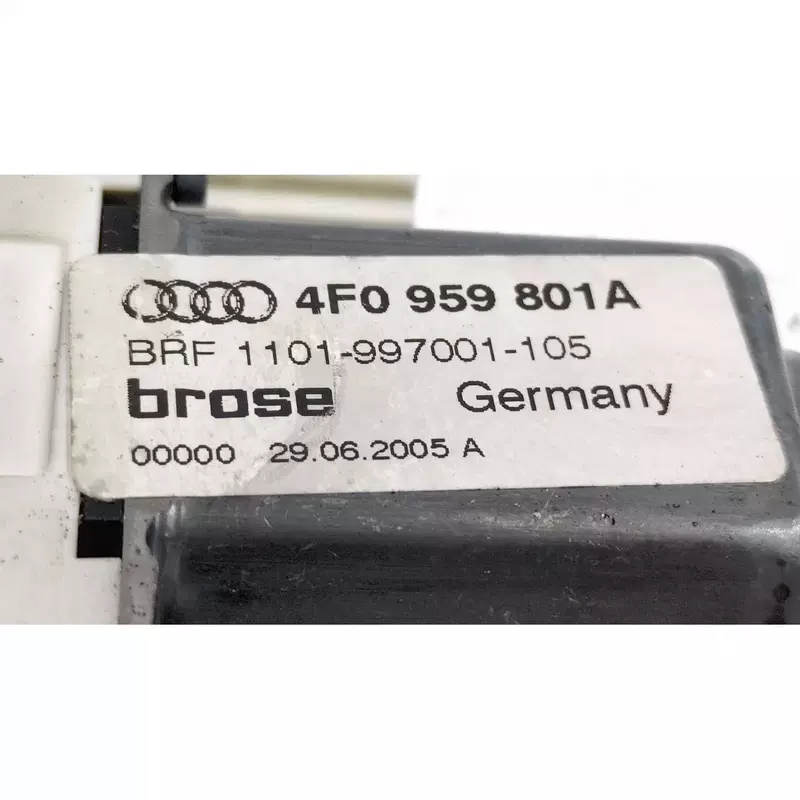 4F0 959 801A
BRF 1101-997001-105
brose Germany
00000 29.06.2005 A